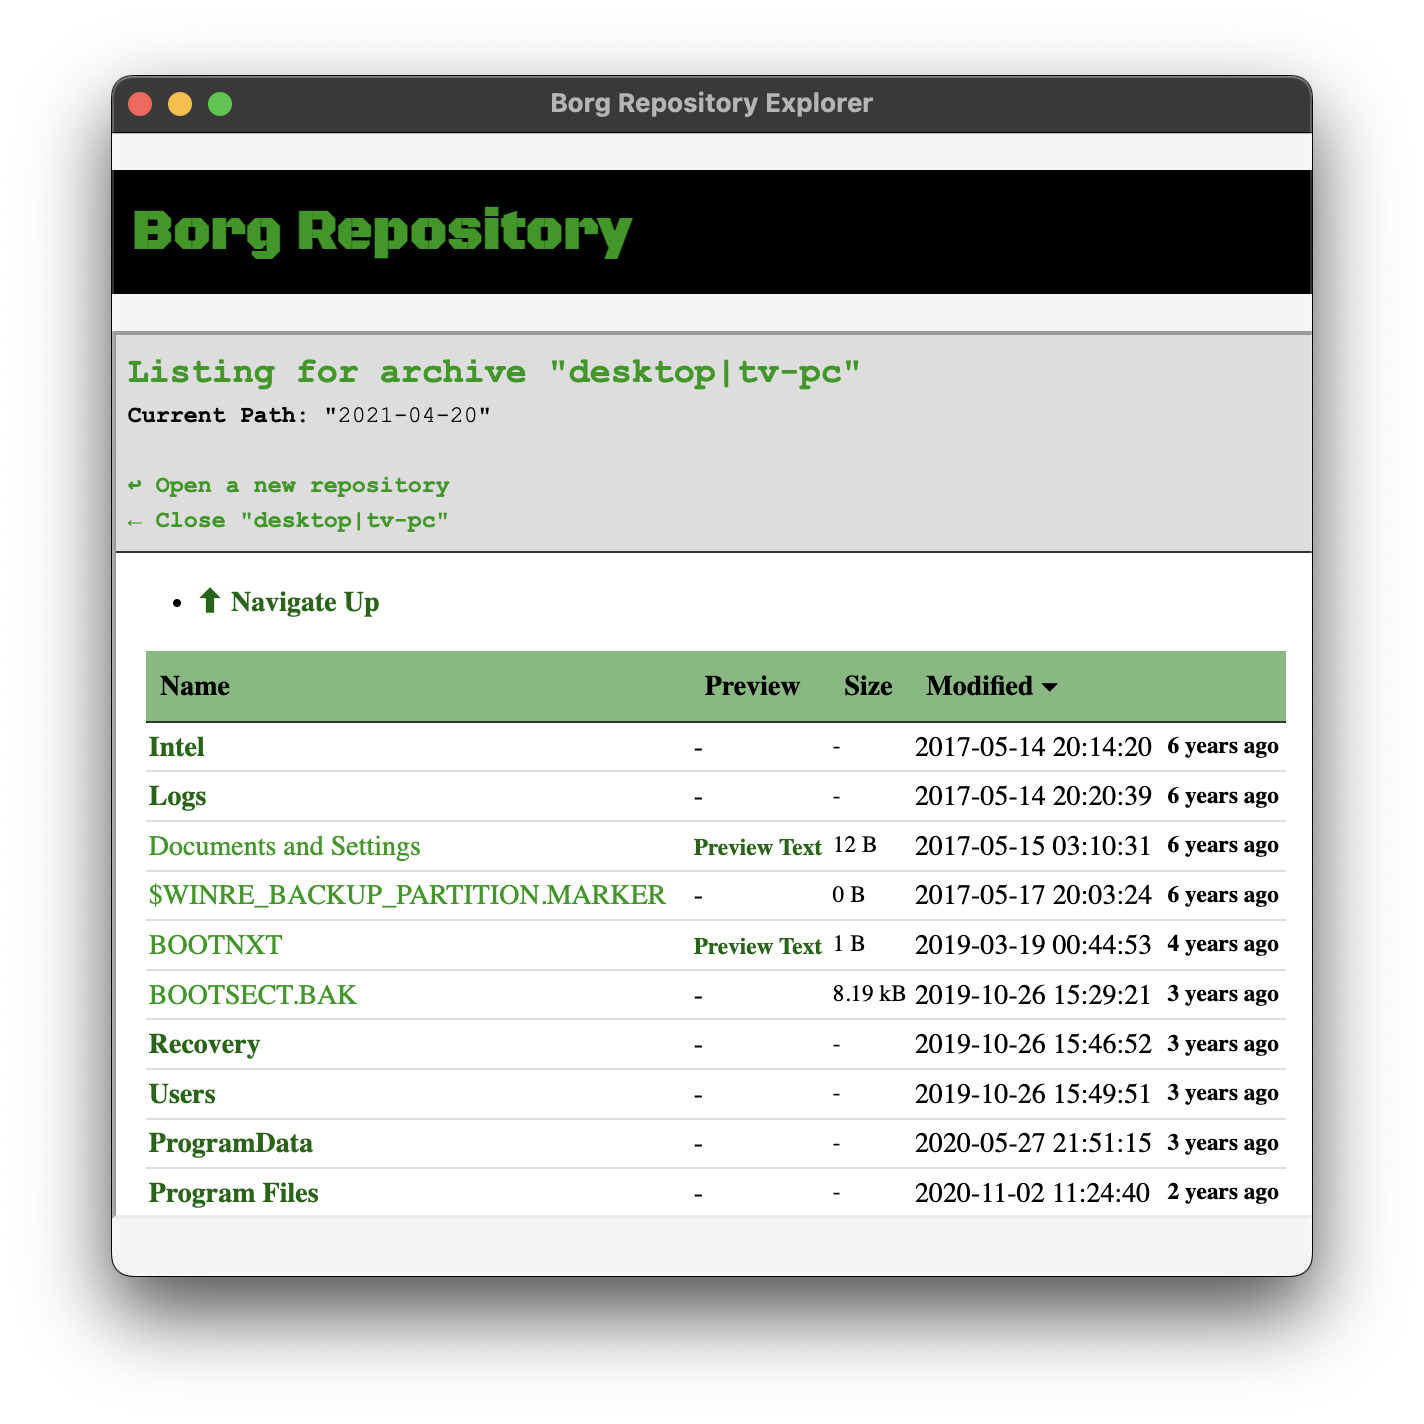 Borg Repository Explorer
Borg Repository
Listing for archive "desktop|tv-pc"
Current Path: "2021-04-20"
↩ Open a new repository
← Close "desktop|tv-pc"
• ⬆ Navigate Up
Name Preview Size Modified ▾
Intel - - 2017-05-14 20:14:20 6 years ago
Logs - - 2017-05-14 20:20:39 6 years ago
Documents and Settings Preview Text 12 B 2017-05-15 03:10:31 6 years ago
$WINRE_BACKUP_PARTITION.MARKER - 0 B 2017-05-17 20:03:24 6 years ago
BOOTNXT Preview Text 1 B 2019-03-19 00:44:53 4 years ago
BOOTSECT.BAK - 8.19 kB 2019-10-26 15:29:21 3 years ago
Recovery - - 2019-10-26 15:46:52 3 years ago
Users - - 2019-10-26 15:49:51 3 years ago
ProgramData - - 2020-05-27 21:51:15 3 years ago
Program Files - - 2020-11-02 11:24:40 2 years ago